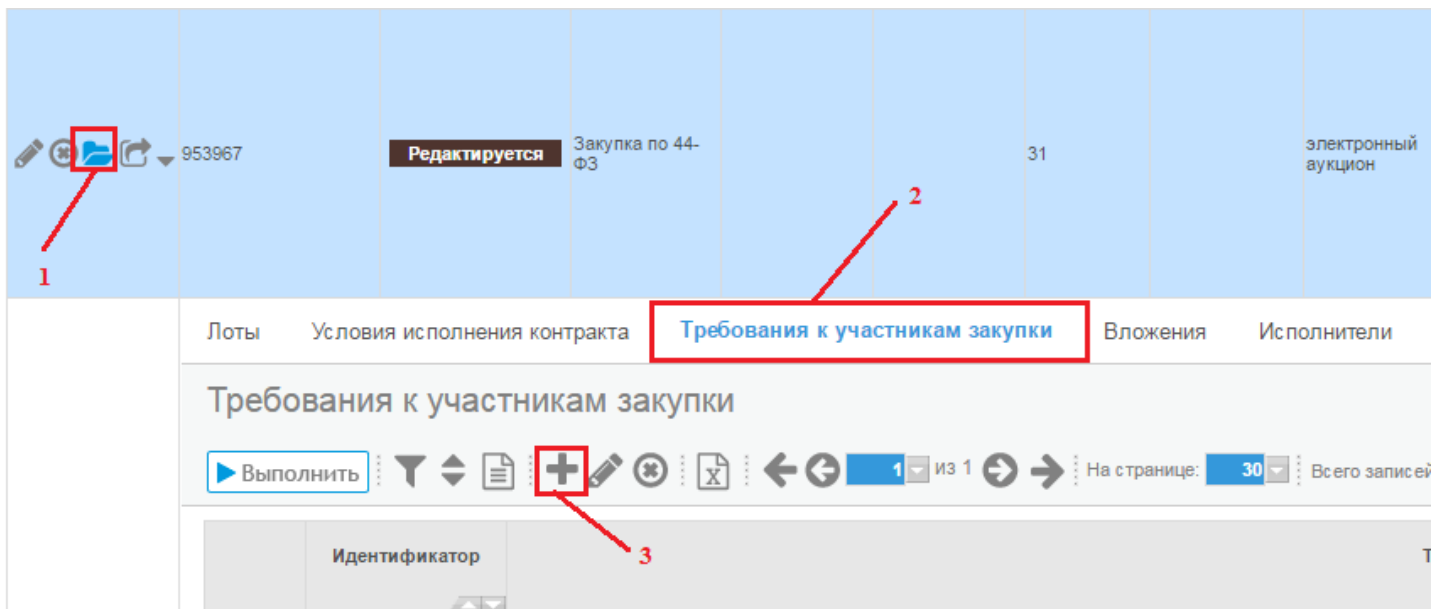 Закупка по 44-
953967 Редактируется ФЗ 31 электронный
аукцион
2
1
Лоты Условия исполнения контракта Требования к участникам закупки Вложения Исполнители
Требования к участникам закупки
Выполнить 1 из 1 На странице: 30 Всего записей
Идентификатор Т
3